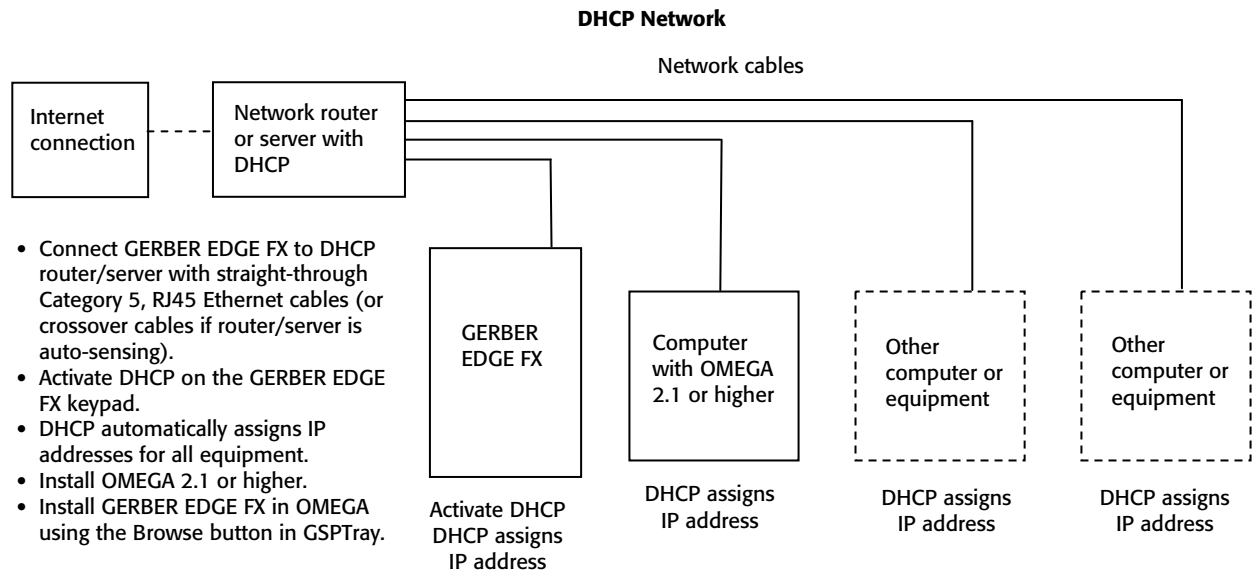 DHCP Network
Network cables
Internet
connection
Network router
or server with
DHCP
• Connect GERBER EDGE FX to DHCP
router/server with straight-through
Category 5, RJ45 Ethernet cables (or
crossover cables if router/server is
auto-sensing).
• Activate DHCP on the GERBER EDGE
FX keypad.
• DHCP automatically assigns IP
addresses for all equipment.
• Install OMEGA 2.1 or higher.
• Install GERBER EDGE FX in OMEGA
using the Browse button in GSPTray.
GERBER
EDGE FX
Activate DHCP
DHCP assigns
IP address
Computer
with OMEGA
2.1 or higher
DHCP assigns
IP address
Other
computer or
equipment
DHCP assigns
IP address
Other
computer or
equipment
DHCP assigns
IP address